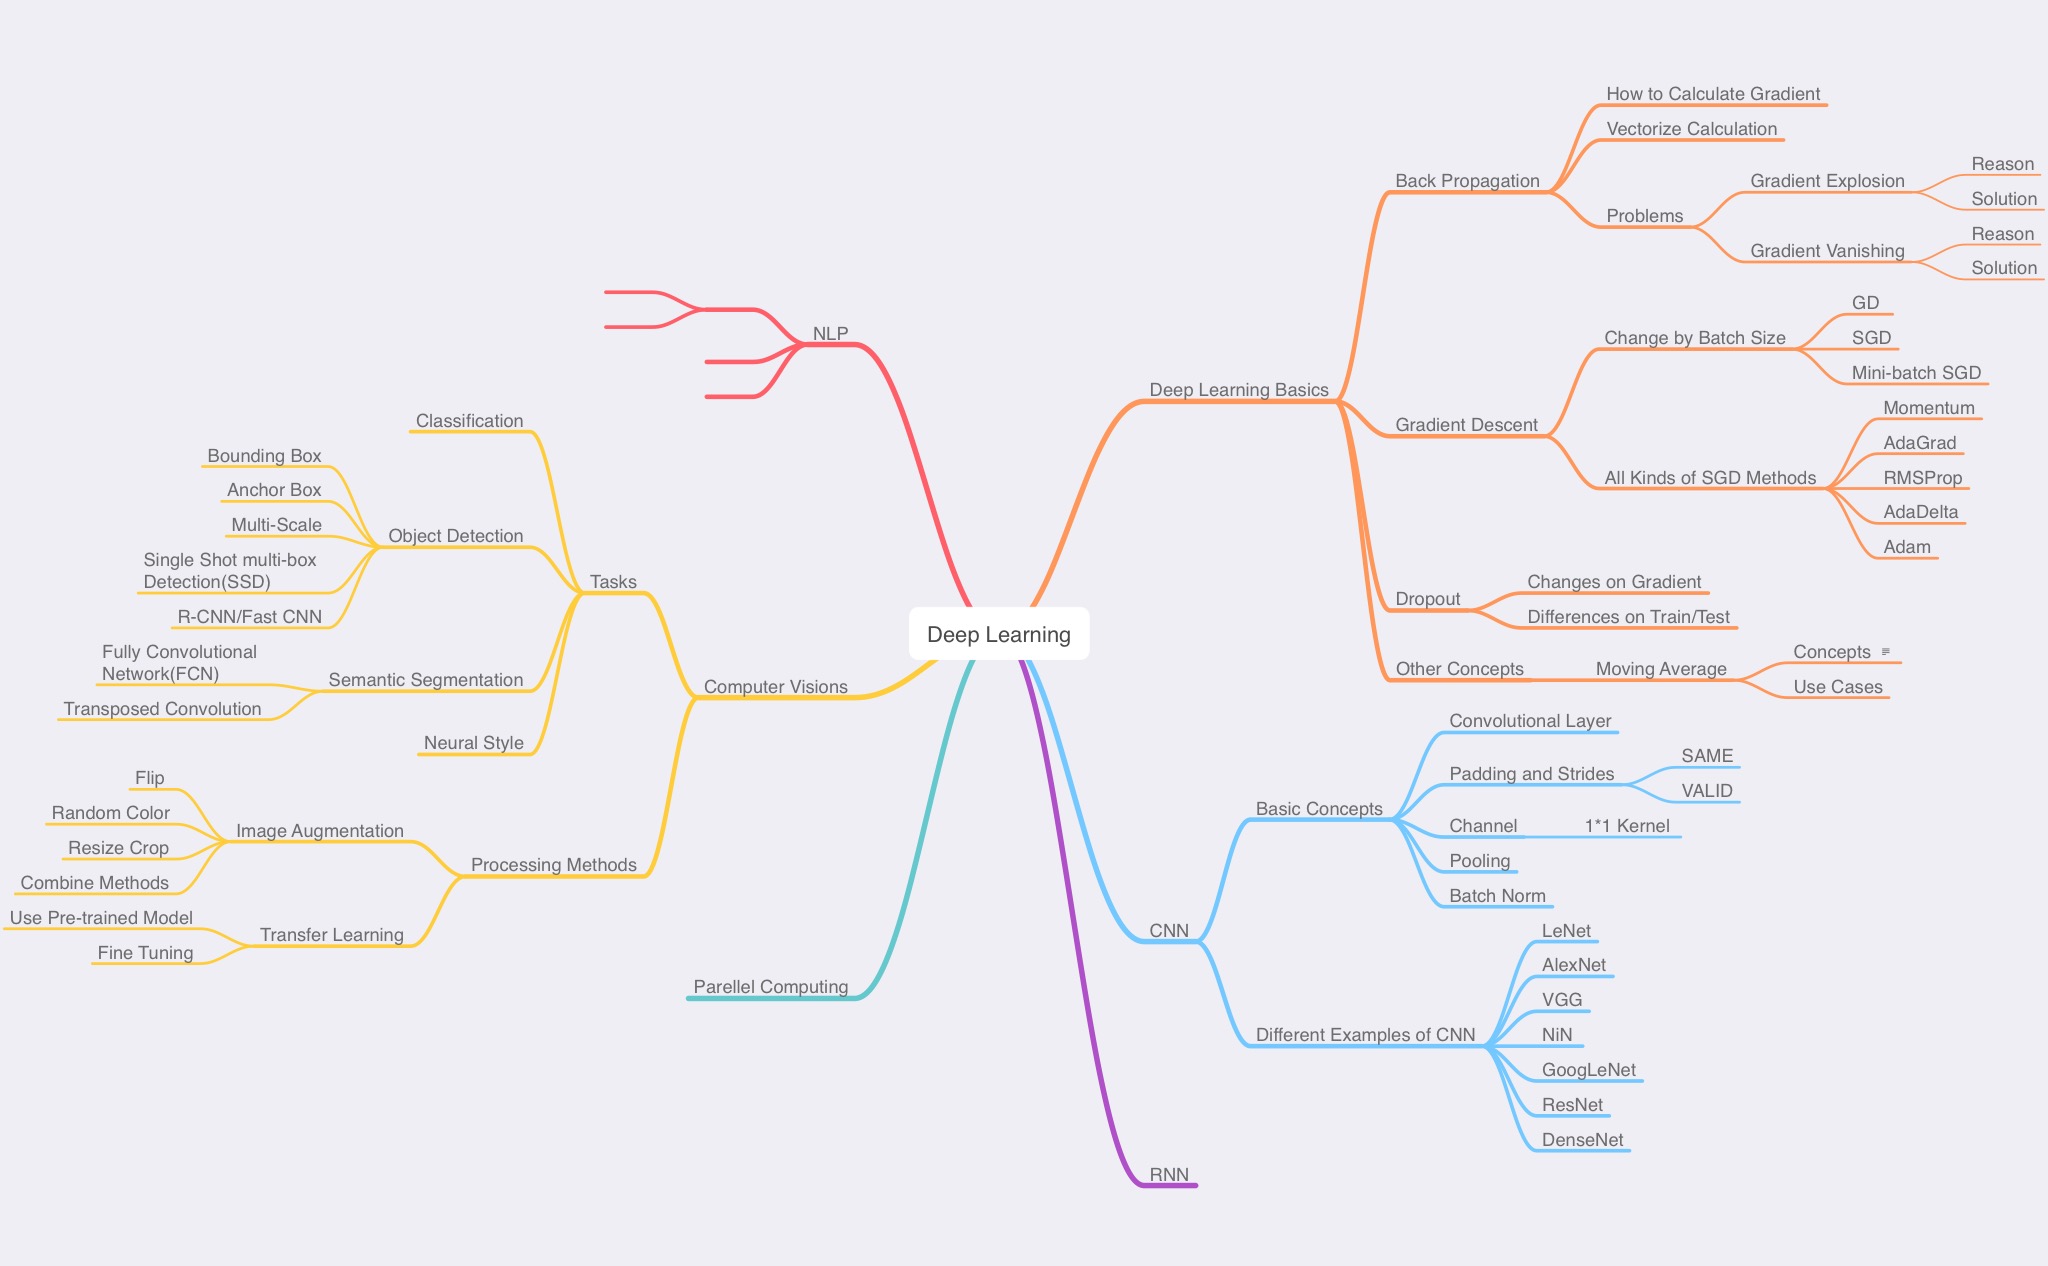 Deep Learning
Deep Learning Basics
Back Propagation
How to Calculate Gradient
Vectorize Calculation
Problems
Gradient Explosion
Reason
Solution
Gradient Vanishing
Reason
Solution
Gradient Descent
Change by Batch Size
GD
SGD
Mini-batch SGD
All Kinds of SGD Methods
Momentum
AdaGrad
RMSProp
AdaDelta
Adam
Dropout
Changes on Gradient
Differences on Train/Test
Other Concepts
Moving Average
Concepts
Use Cases
CNN
Basic Concepts
Convolutional Layer
Padding and Strides
SAME
VALID
Channel
1*1 Kernel
Pooling
Batch Norm
Different Examples of CNN
LeNet
AlexNet
VGG
NiN
GoogLeNet
ResNet
DenseNet
RNN
NLP
Computer Visions
Tasks
Classification
Object Detection
Bounding Box
Anchor Box
Multi-Scale
Single Shot multi-box
Detection(SSD)
R-CNN/Fast CNN
Semantic Segmentation
Fully Convolutional
Network(FCN)
Transposed Convolution
Neural Style
Processing Methods
Image Augmentation
Flip
Random Color
Resize Crop
Combine Methods
Transfer Learning
Use Pre-trained Model
Fine Tuning
Parellel Computing